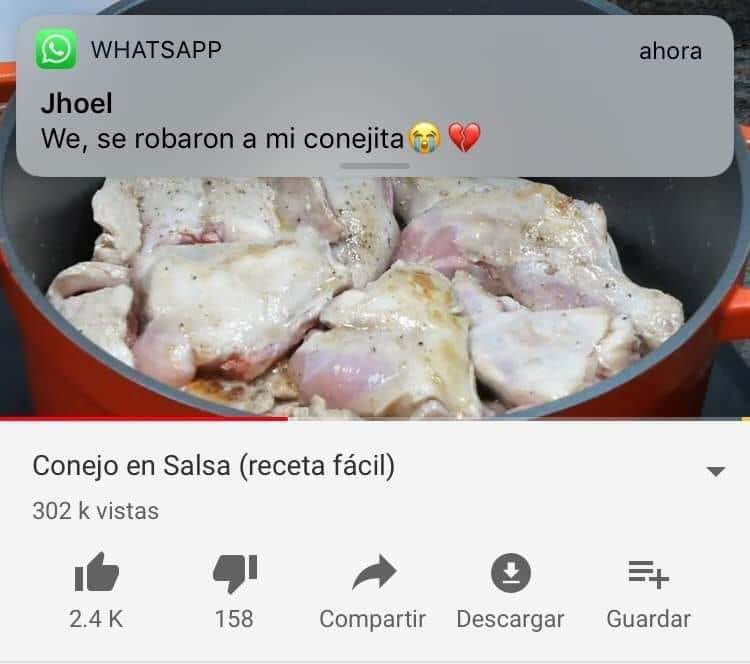 WHATSAPP
ahora
Jhoel
We, se robaron a mi conejita😭💔
Conejo en Salsa (receta fácil)
302 k vistas
2.4 K
158
Compartir
Descargar
Guardar